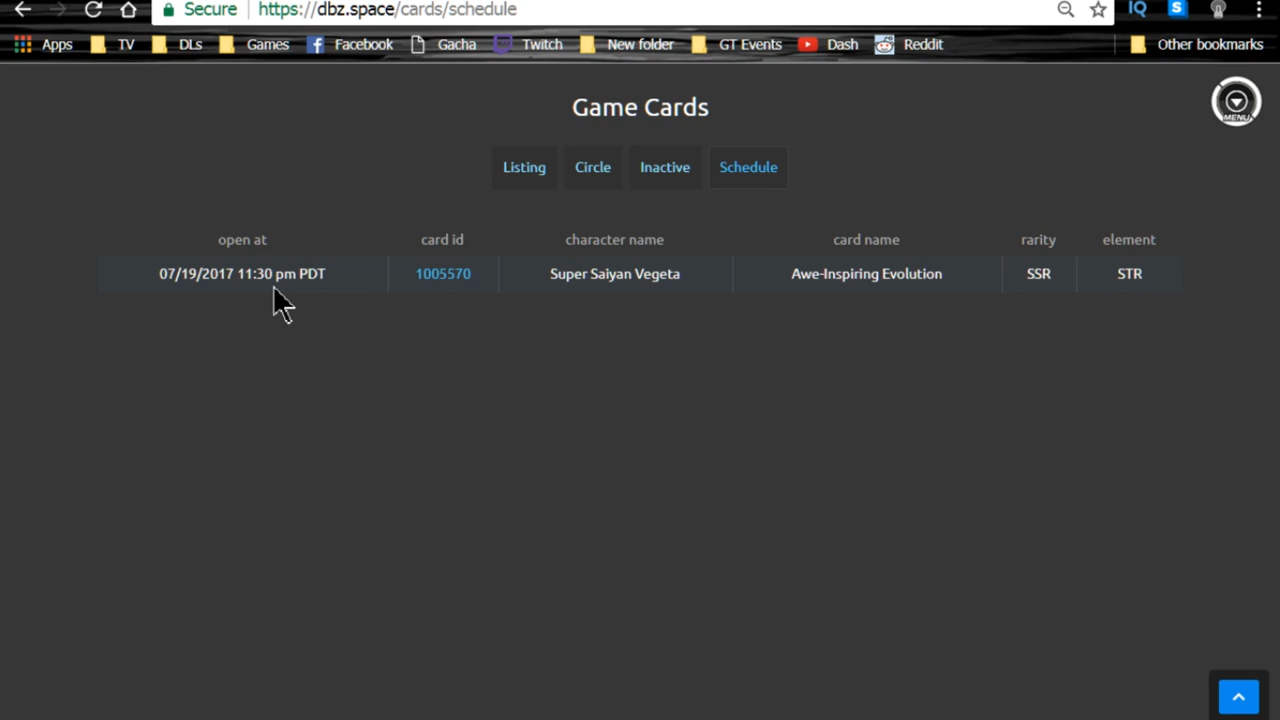 Secure https://dbz.space/cards/schedule IQ S
Apps TV DLs Games Facebook Gacha Twitch New folder GT Events Dash Reddit Other bookmarks
Game Cards
MENU
Listing Circle Inactive Schedule
open at card id character name card name rarity element
07/19/2017 11:30 pm PDT 1005570 Super Saiyan Vegeta Awe-Inspiring Evolution SSR STR